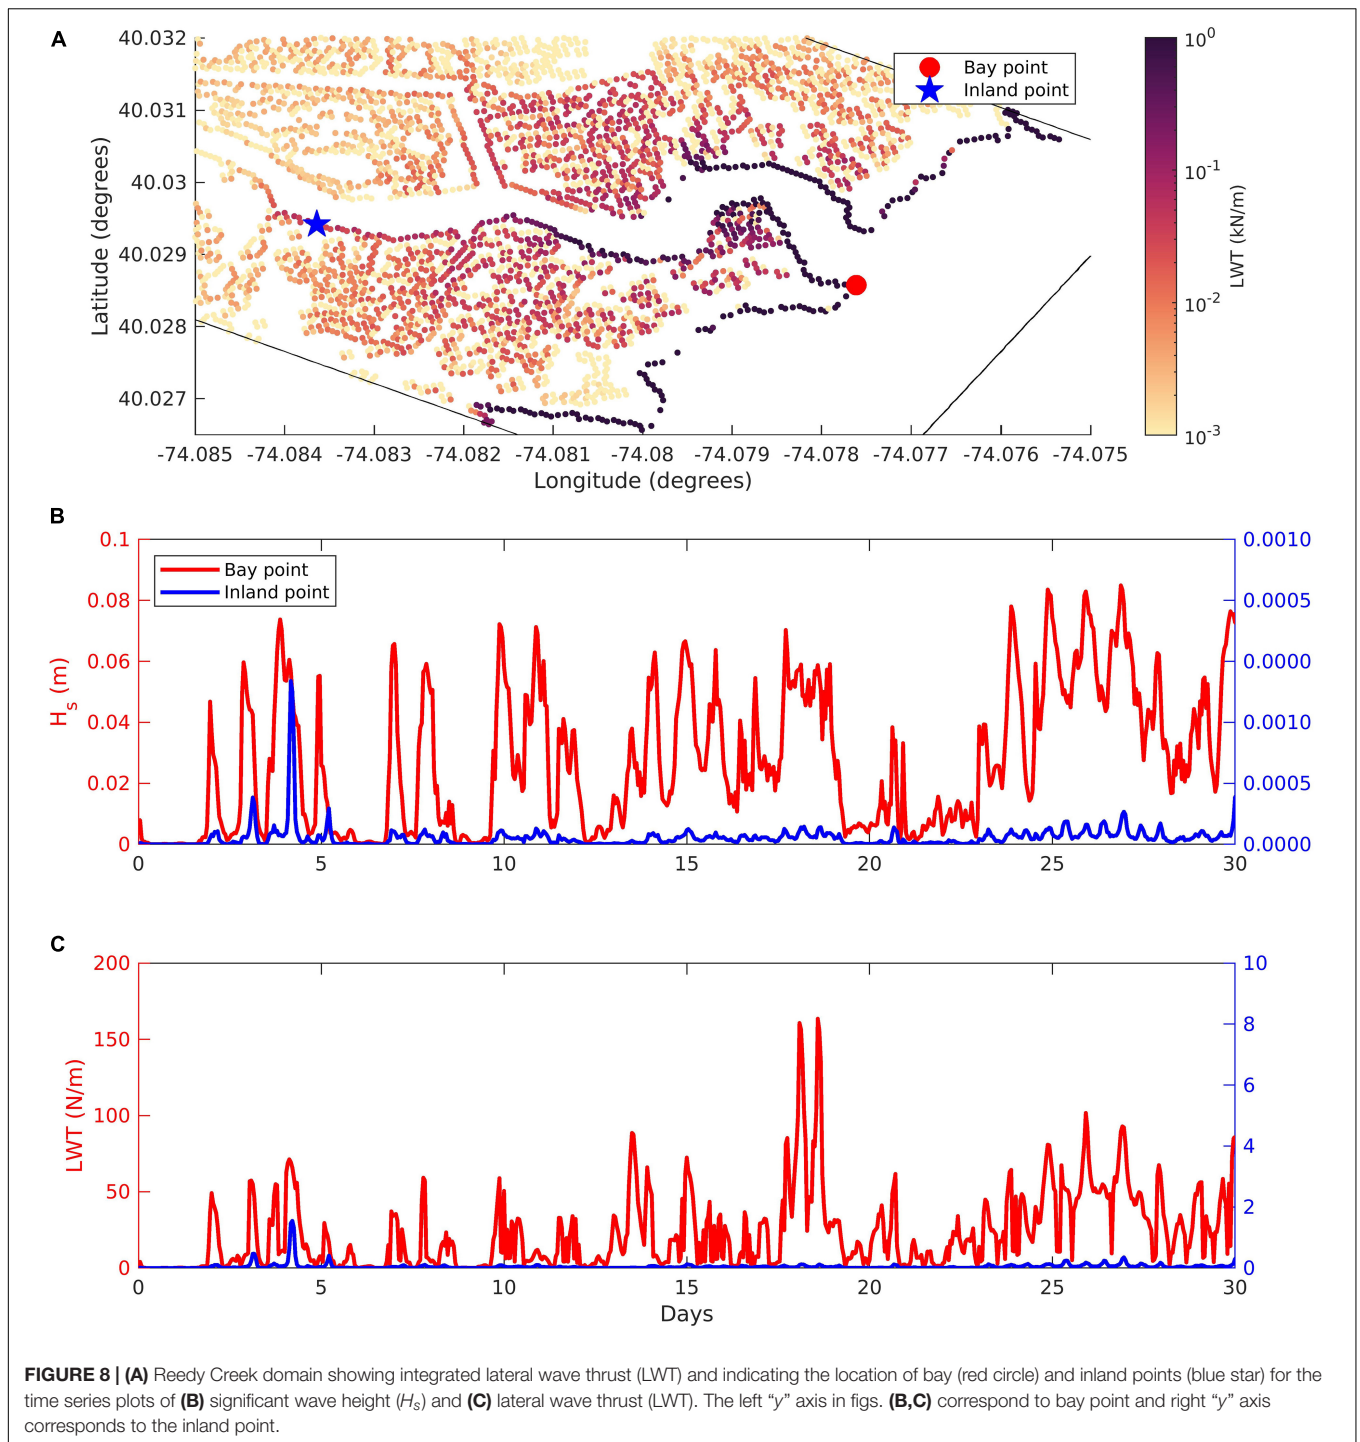 A
40.032
40.031
40.03
40.029
40.028
40.027
Latitude (degrees)
-74.085 -74.084 -74.083 -74.082 -74.081 -74.08 -74.079 -74.078 -74.077 -74.076 -74.075
Longitude (degrees)
Bay point
Inland point
10^0
10^-1
10^-2
10^-3
LWT (kN/m)
B
0.1
0.08
0.06
0.04
0.02
0
H_s (m)
Bay point
Inland point
0.0010
0.0005
0.0000
0.0010
0.0005
0.0000
0 5 10 15 20 25 30
C
200
150
100
50
0
LWT (N/m)
10
8
6
4
2
0
0 5 10 15 20 25 30
Days
FIGURE 8 | (A) Reedy Creek domain showing integrated lateral wave thrust (LWT) and indicating the location of bay (red circle) and inland points (blue star) for the
time series plots of (B) significant wave height (H_s) and (C) lateral wave thrust (LWT). The left “y” axis in figs. (B,C) correspond to bay point and right “y” axis
corresponds to the inland point.